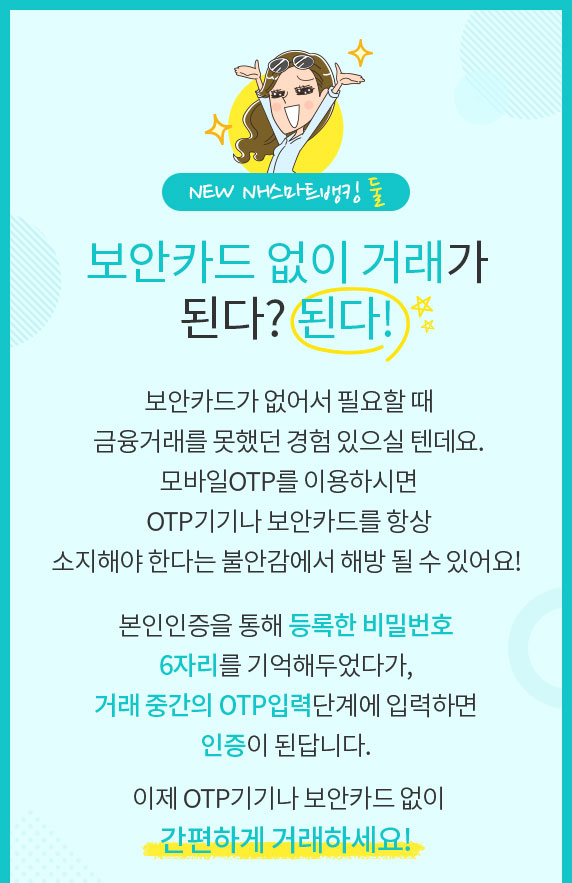 NEW NH스마트뱅킹 둘
보안카드 없이 거래가
된다? 된다!
보안카드가 없어서 필요할 때
금융거래를 못했던 경험 있으실 텐데요.
모바일OTP를 이용하시면
OTP기기나 보안카드를 항상
소지해야 한다는 불안감에서 해방 될 수 있어요!
본인인증을 통해 등록한 비밀번호
6자리를 기억해두었다가,
거래 중간의 OTP입력단계에 입력하면
인증이 된답니다.
이제 OTP기기나 보안카드 없이
간편하게 거래하세요!